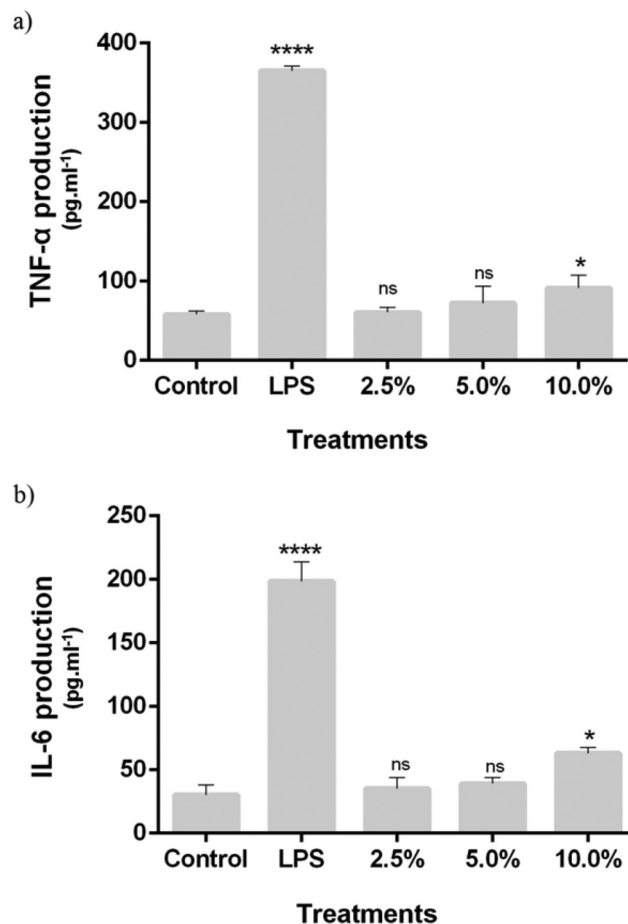 a)
TNF-α production
(pg.ml⁻¹)
400
300
200
100
0
****
ns
ns
*
Control LPS 2.5% 5.0% 10.0%
Treatments
b)
IL-6 production
(pg.ml⁻¹)
250
200
150
100
50
0
****
ns
ns
*
Control LPS 2.5% 5.0% 10.0%
Treatments